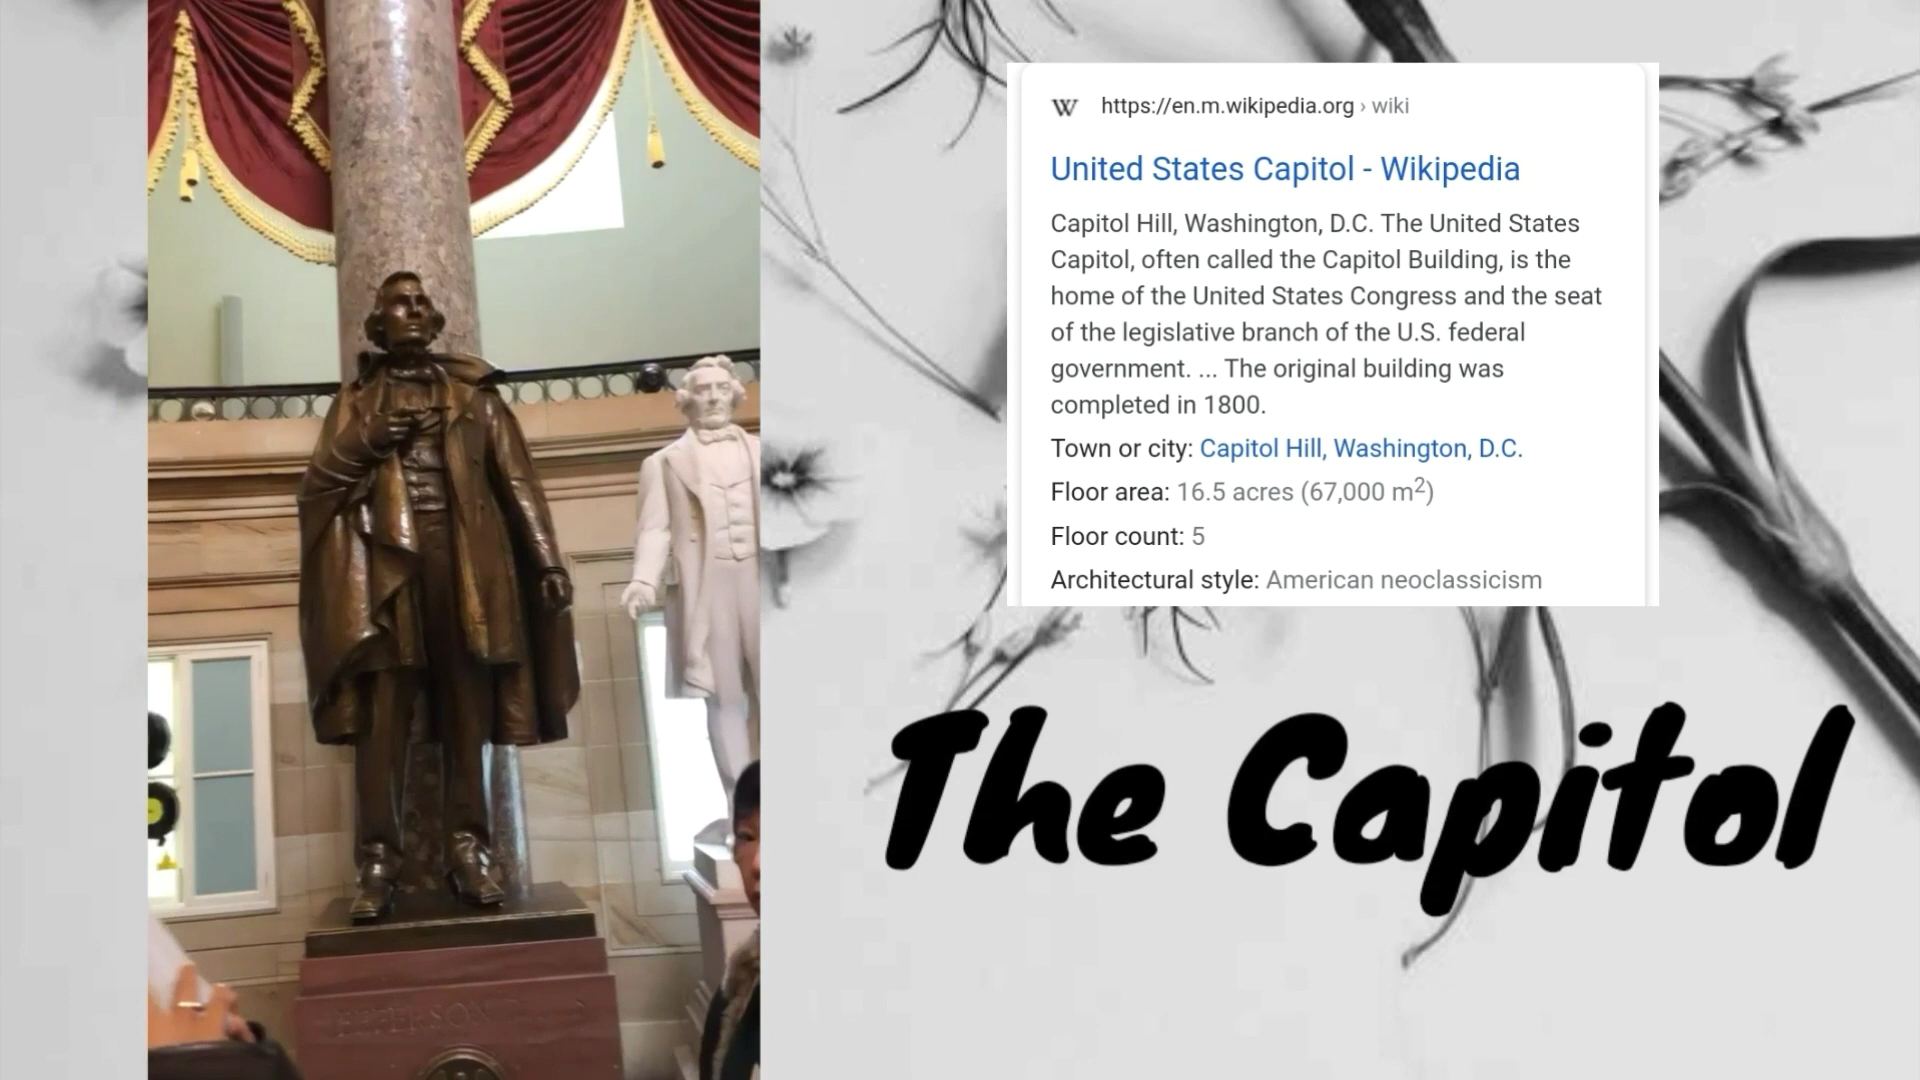 W https://en.m.wikipedia.org › wiki
United States Capitol - Wikipedia
Capitol Hill, Washington, D.C. The United States
Capitol, often called the Capitol Building, is the
home of the United States Congress and the seat
of the legislative branch of the U.S. federal
government. ... The original building was
completed in 1800.
Town or city: Capitol Hill, Washington, D.C.
Floor area: 16.5 acres (67,000 m²)
Floor count: 5
Architectural style: American neoclassicism
The Capitol
JEFFERSON